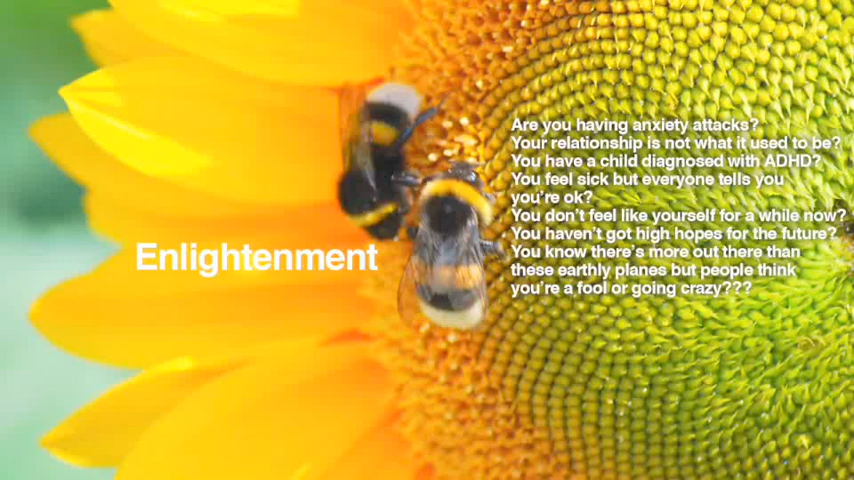 Enlightenment
Are you having anxiety attacks?
Your relationship is not what it used to be?
You have a child diagnosed with ADHD?
You feel sick but everyone tells you
you're ok?
You don't feel like yourself for a while now?
You haven't got high hopes for the future?
You know there's more out there than
these earthly planes but people think
you're a fool or going crazy???